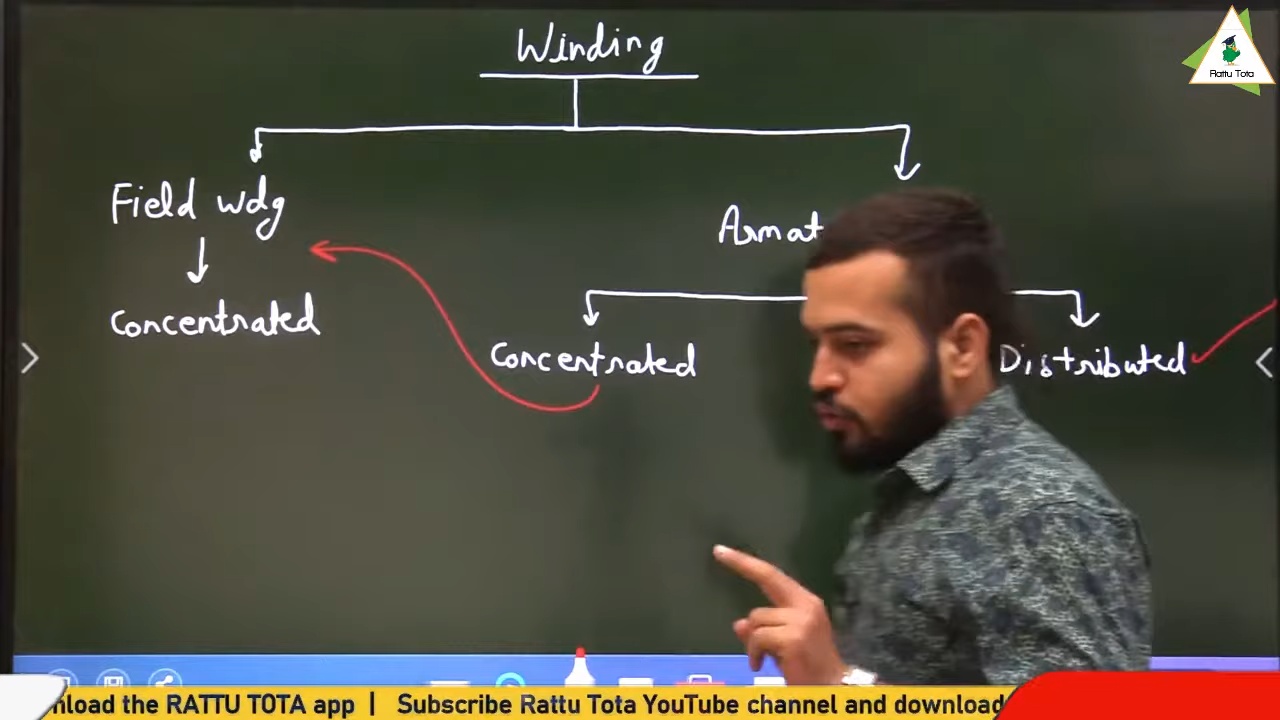 Winding
Field wdg
Armat
Concentrated
Concentrated
Distributed
Rattu Tota
nload the RATTU TOTA app | Subscribe Rattu Tota YouTube channel and download